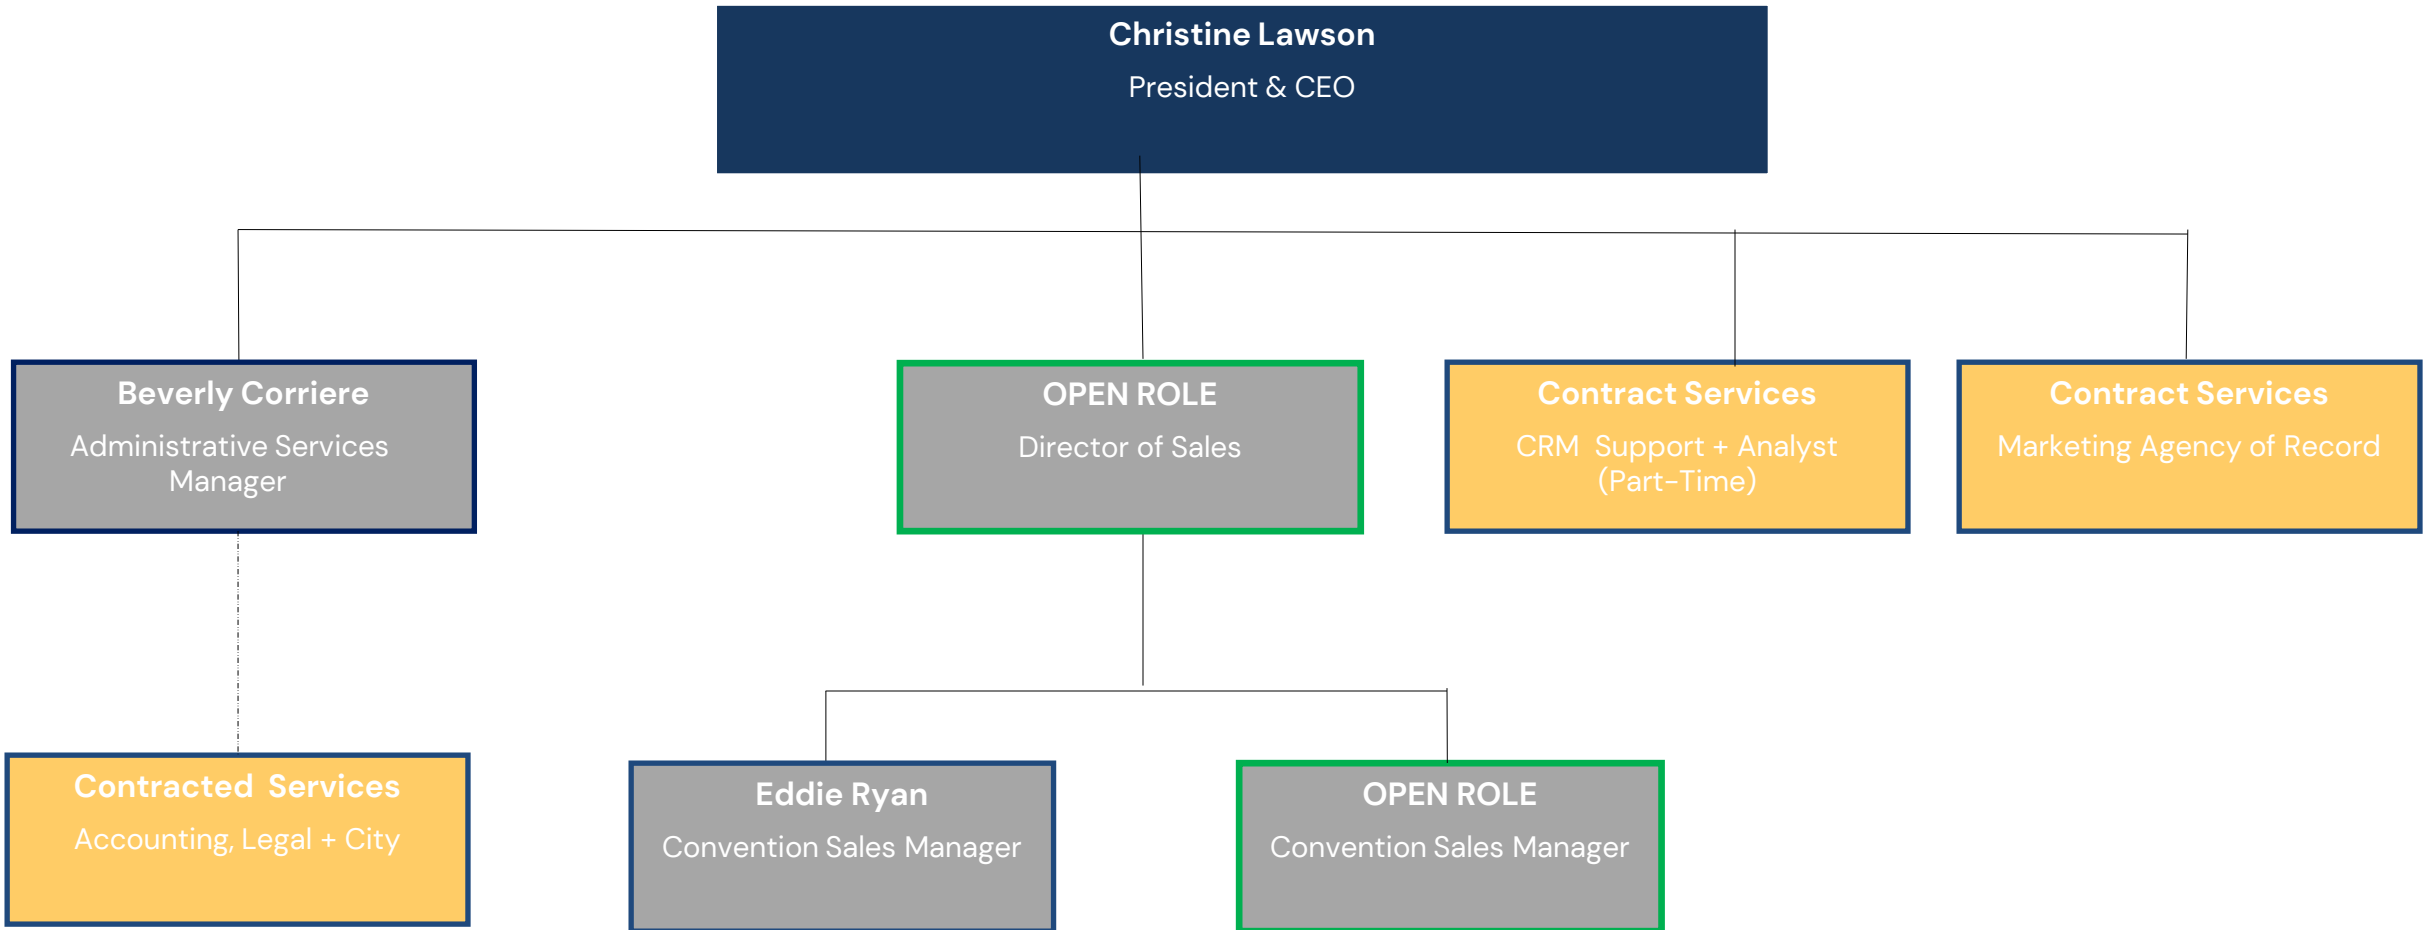 Christine Lawson
President & CEO
Beverly Corriere
Administrative Services
Manager
OPEN ROLE
Director of Sales
Contract Services
CRM  Support + Analyst
(Part-Time)
Contract Services
Marketing Agency of Record
Contracted  Services
Accounting, Legal + City
Eddie Ryan
Convention Sales Manager
OPEN ROLE
Convention Sales Manager